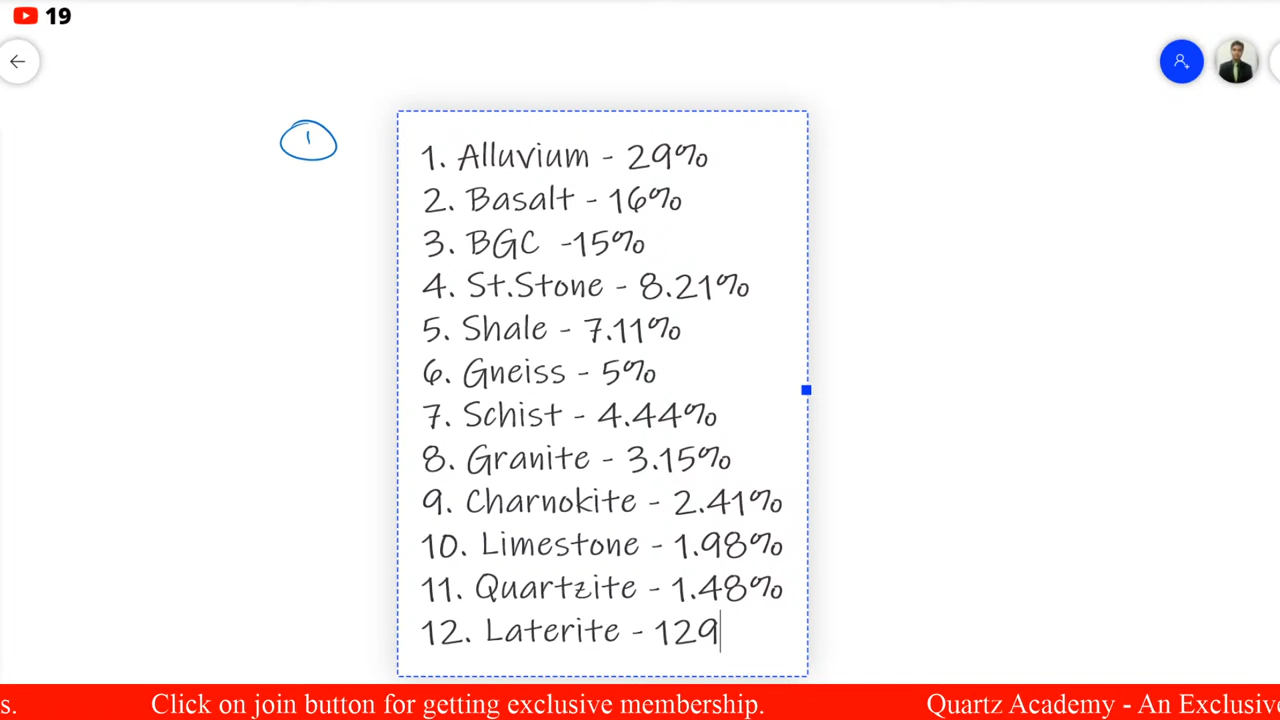 19
1
1. Alluvium - 29%
2. Basalt - 16%
3. BGC -15%
4. St.Stone - 8.21%
5. Shale - 7.11%
6. Gneiss - 5%
7. Schist - 4.44%
8. Granite - 3.15%
9. Charnokite - 2.41%
10. Limestone - 1.98%
11. Quartzite - 1.48%
12. Laterite - 129
s. Click on join button for getting exclusive membership. Quartz Academy - An Exclusive